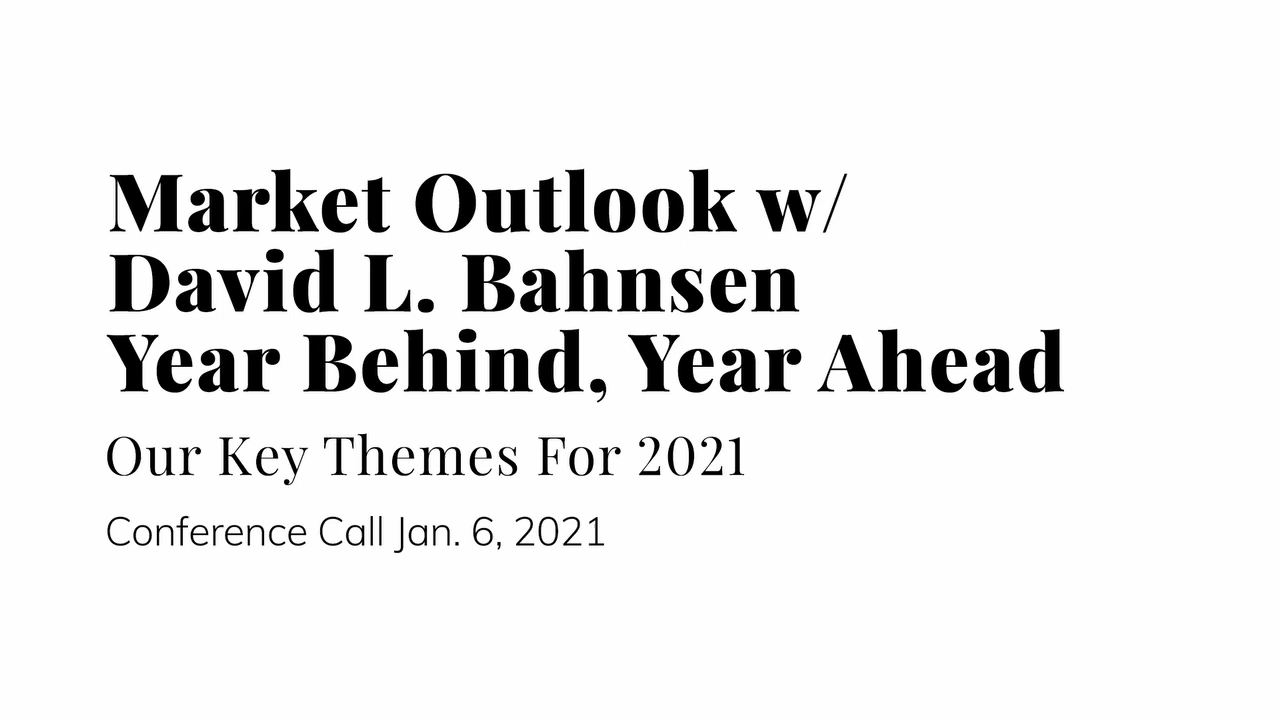 Market Outlook w/
David L. Bahnsen
Year Behind, Year Ahead
Our Key Themes For 2021
Conference Call Jan. 6, 2021